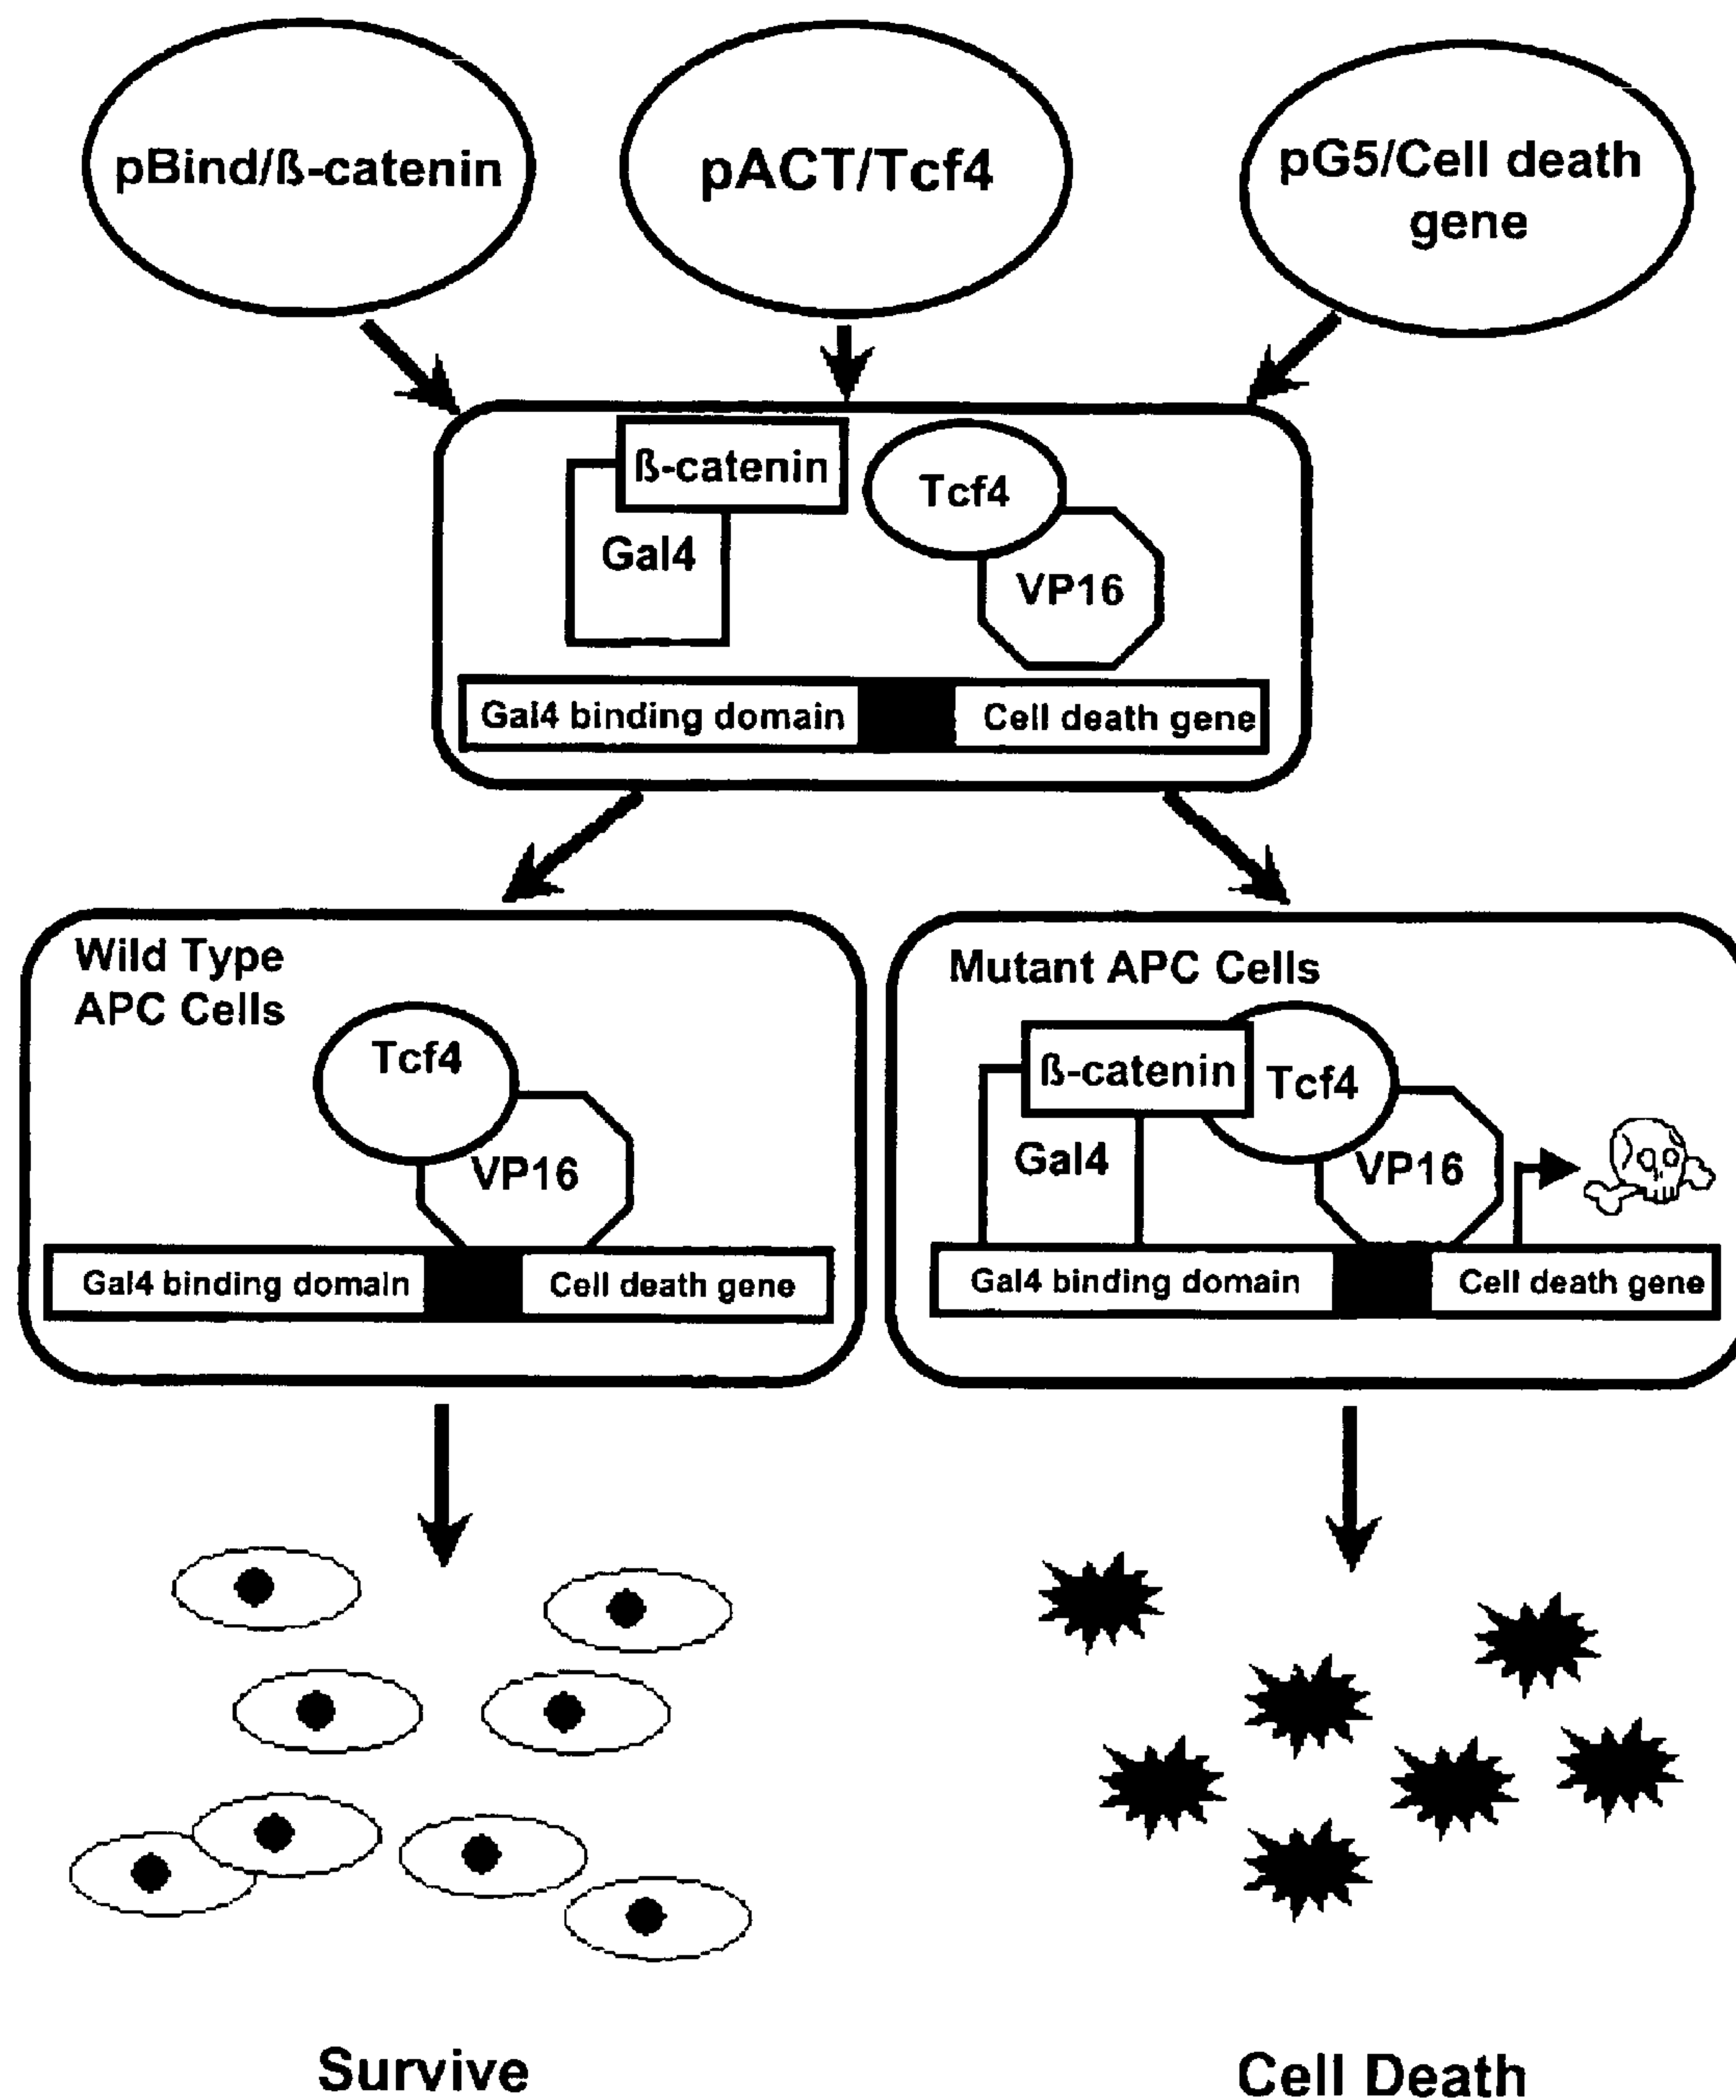 pBind/ß-catenin
pACT/Tcf4
pG5/Cell death
gene
ß-catenin
Tcf4
Gal4
VP16
Gal4 binding domain
Cell death gene
Wild Type
APC Cells
Tcf4
VP16
Gal4 binding domain
Cell death gene
Mutant APC Cells
ß-catenin
Tcf4
Gal4
VP16
Gal4 binding domain
Cell death gene
Survive
Cell Death